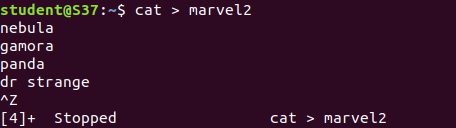 student@S37:~$ cat > marvel2
nebula
gamora
panda
dr strange
^Z
[4]+  Stopped                 cat > marvel2